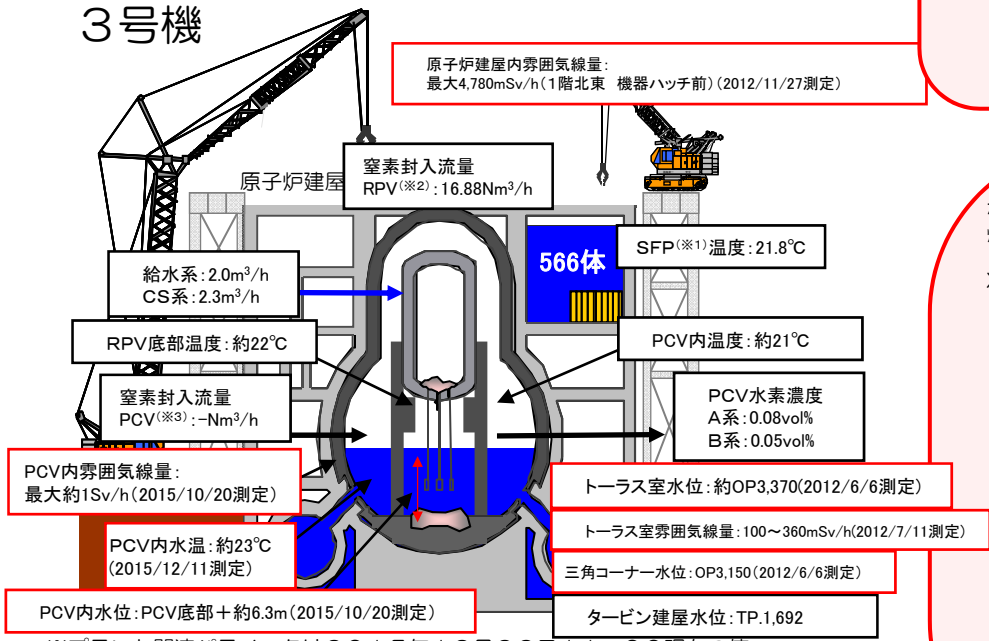 3号機
原子炉建屋内雰囲気線量:
最大4,780mSv/h(1階北東 機器ハッチ前)(2012/11/27測定)
窒素封入流量
RPV(※2):16.88Nm³/h
原子炉建屋
566体
SFP(※1)温度:21.8℃
給水系:2.0m³/h
CS系:2.3m³/h
RPV底部温度:約22℃
PCV内温度:約21℃
窒素封入流量
PCV(※3):-Nm³/h
PCV水素濃度
A系:0.08vol%
B系:0.05vol%
PCV内雰囲気線量:
最大約1Sv/h(2015/10/20測定)
トーラス室水位:約OP3,370(2012/6/6測定)
トーラス室雰囲気線量:100~360mSv/h(2012/7/11測定)
PCV内水温:約23℃
(2015/12/11測定)
三角コーナー水位:OP3,150(2012/6/6測定)
PCV内水位:PCV底部+約6.3m(2015/10/20測定)
タービン建屋水位:TP.1,692